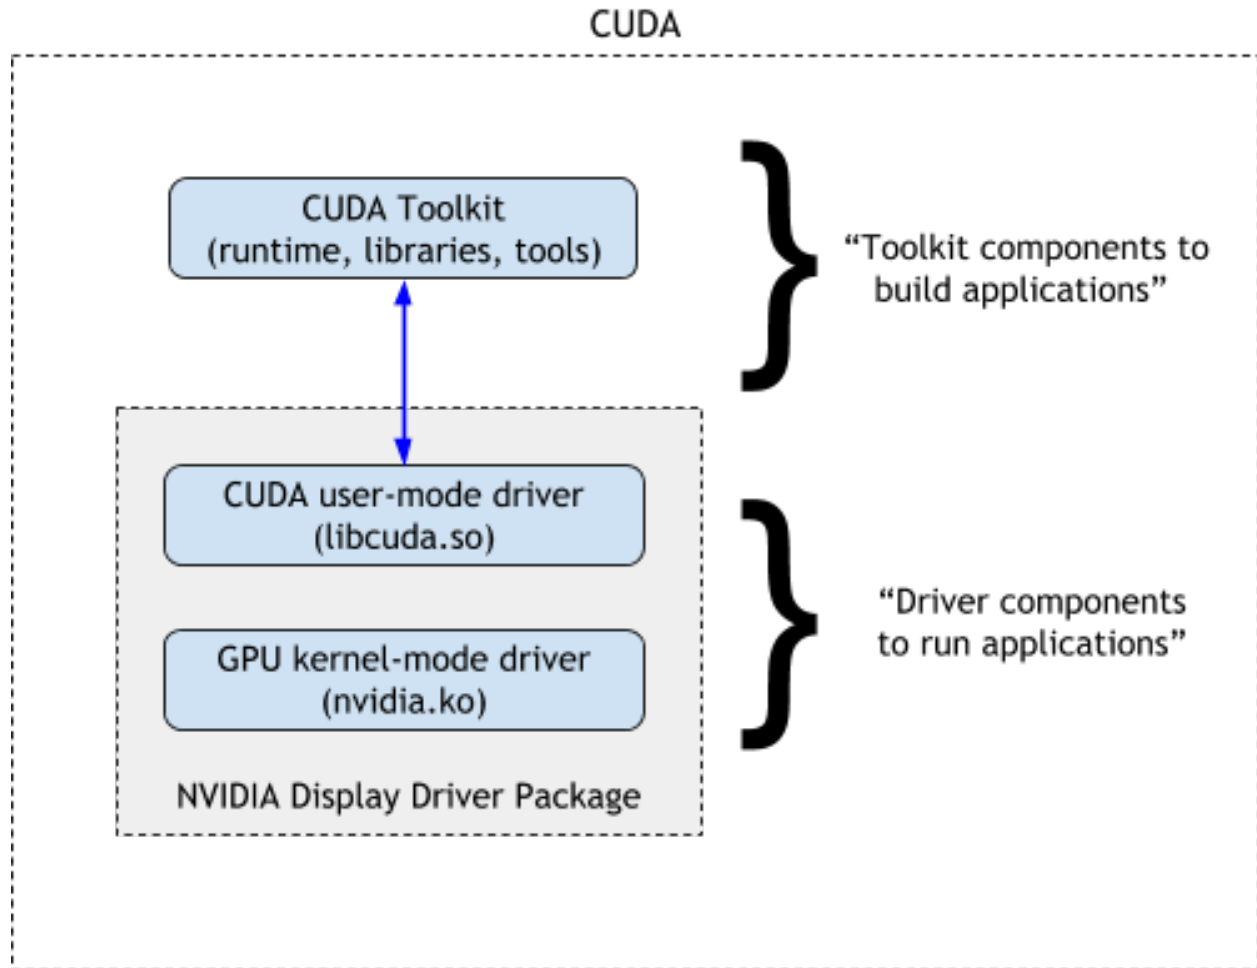 CUDA
CUDA Toolkit
(runtime, libraries, tools)
“Toolkit components to
build applications”
CUDA user-mode driver
(libcuda.so)
GPU kernel-mode driver
(nvidia.ko)
NVIDIA Display Driver Package
“Driver components
to run applications”